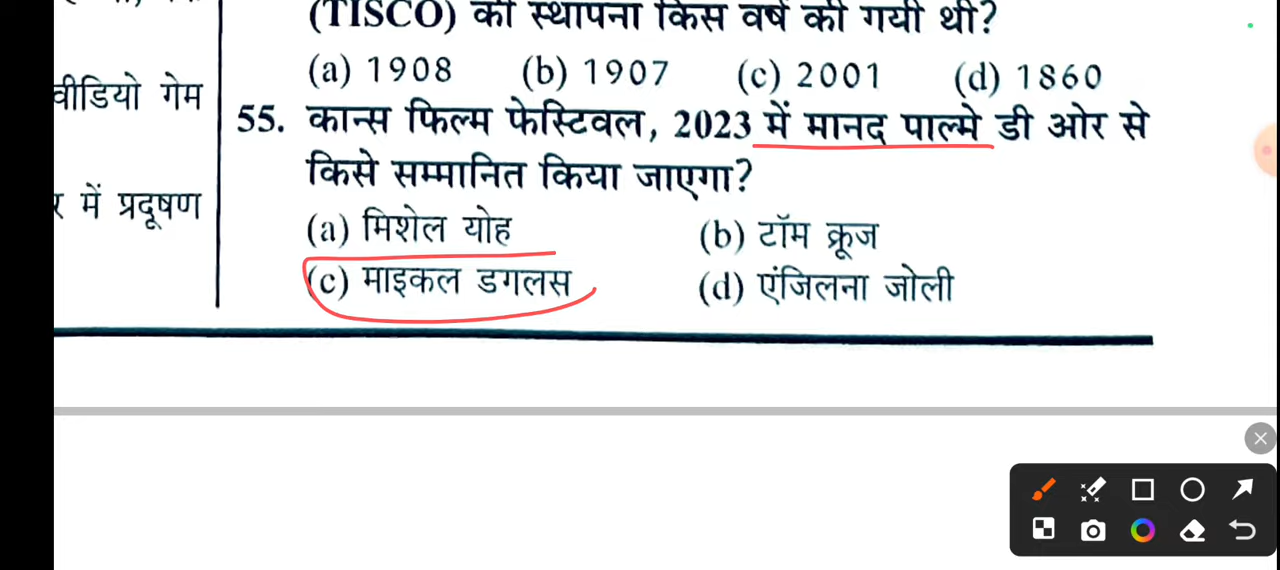 (TISCO) की स्थापना किस वर्ष की गयी थी?
(a) 1908 (b) 1907 (c) 2001 (d) 1860
वीडियो गेम
55. कान्स फिल्म फेस्टिवल, 2023 में मानद पाल्मे डी ओर से
किसे सम्मानित किया जाएगा?
में प्रदूषण
(a) मिशेल योह (b) टॉम क्रूज
(c) माइकल डगलस (d) एंजिलना जोली